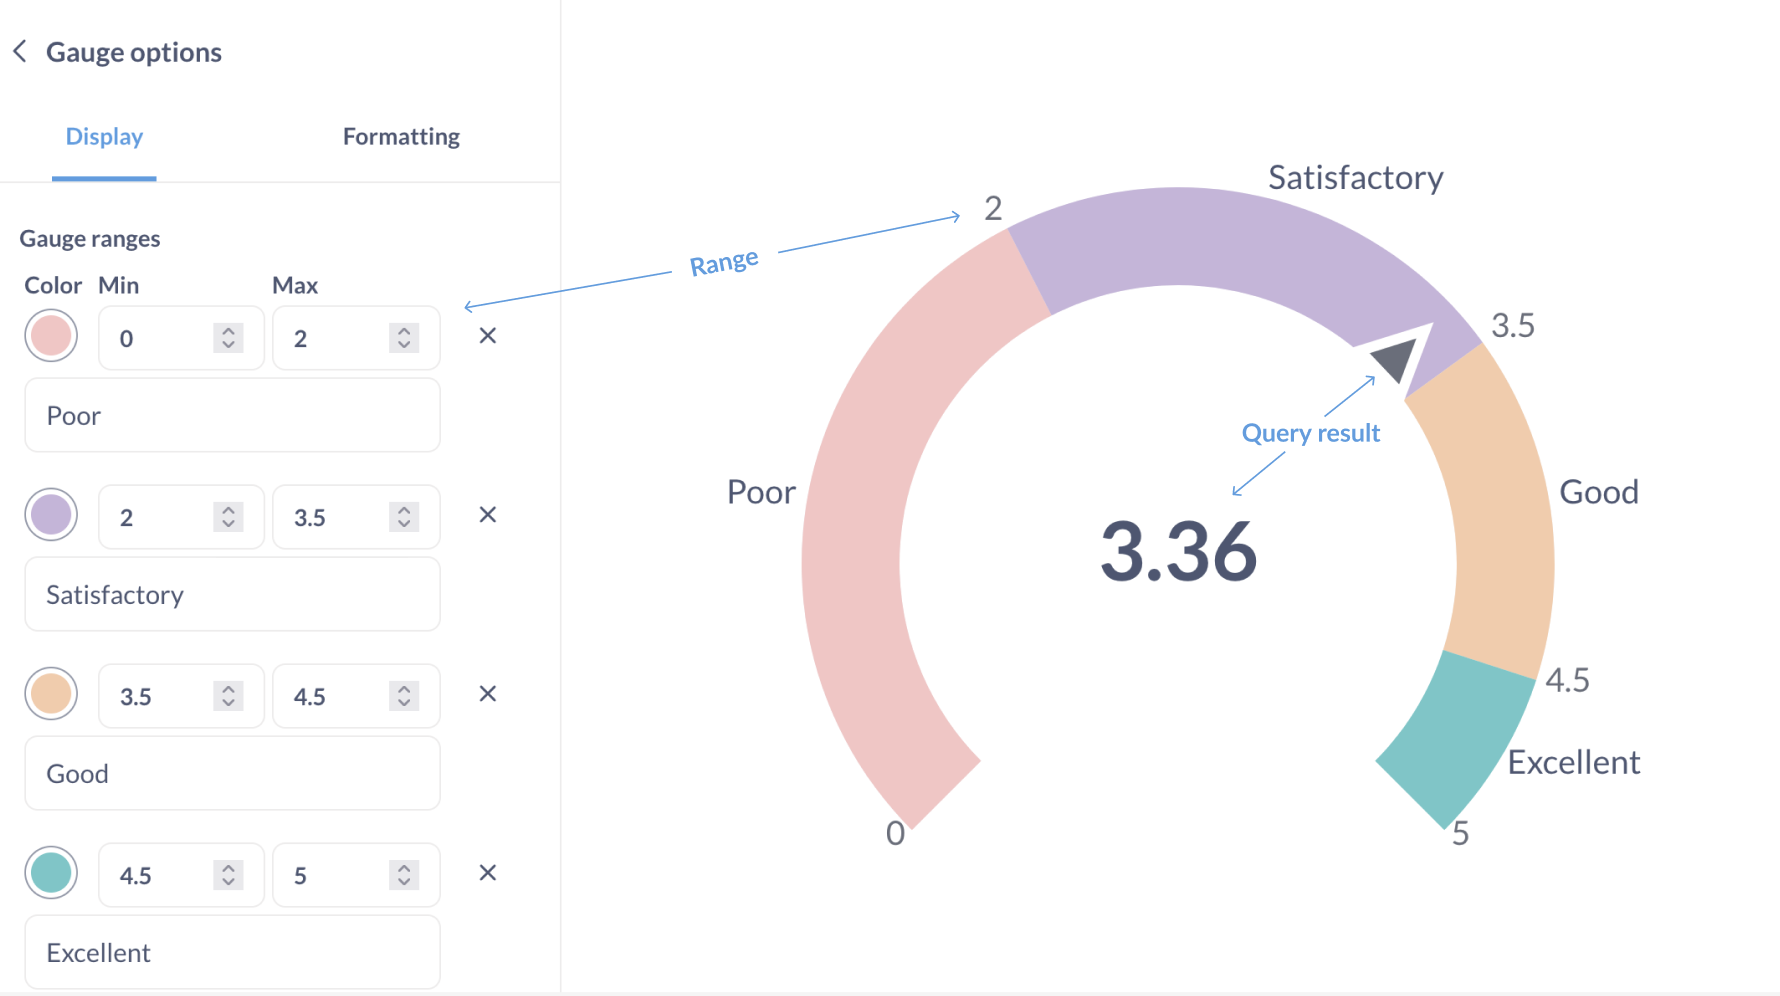 Gauge options
Display
Formatting
Gauge ranges
Color Min Max
0 2
Poor
2 3.5
Satisfactory
3.5 4.5
Good
4.5 5
Excellent
Range
2
Satisfactory
3.5
Query result
Poor
Good
3.36
4.5
Excellent
0
5